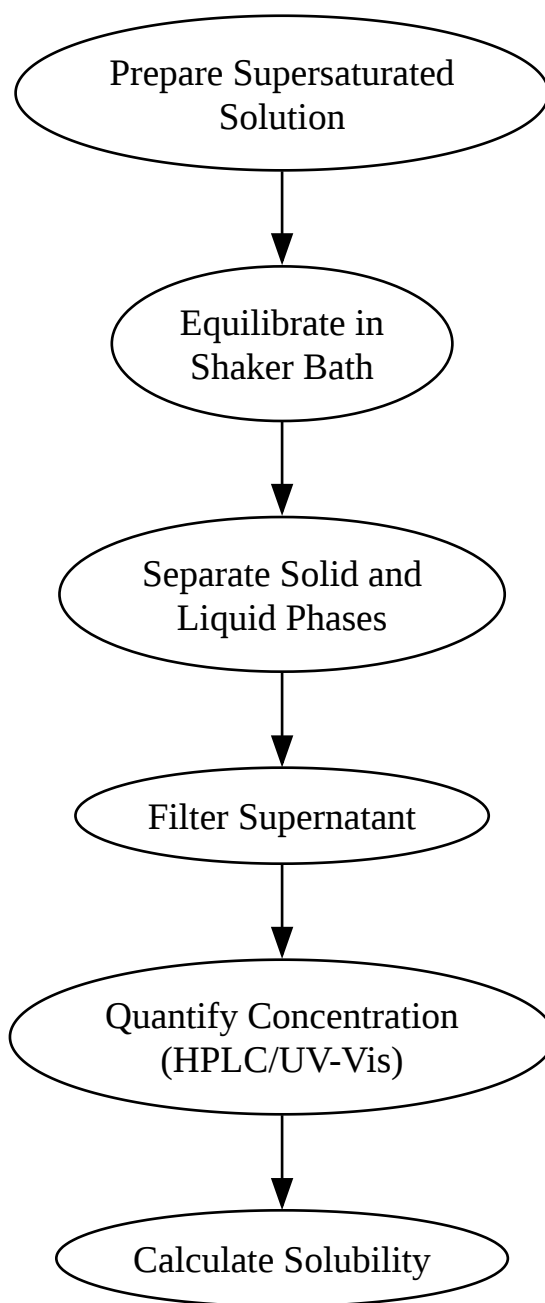 Prepare Supersaturated
Solution
Equilibrate in
Shaker Bath
Separate Solid and
Liquid Phases
Filter Supernatant
Quantify Concentration
(HPLC/UV-Vis)
Calculate Solubility